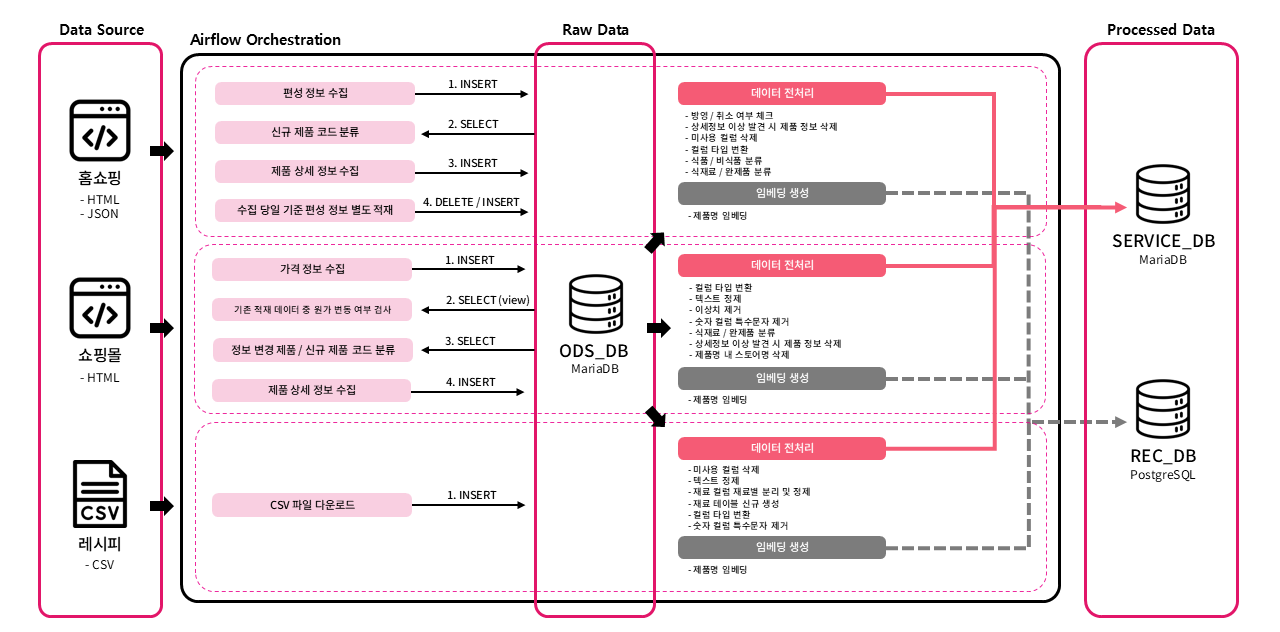 Data Source
Airflow Orchestration
Raw Data
Processed Data
홈쇼핑
- HTML
- JSON
쇼핑몰
- HTML
CSV
레시피
- CSV
편성 정보 수집
1. INSERT
신규 제품 코드 분류
2. SELECT
제품 상세 정보 수집
3. INSERT
수집 당일 기준 편성 정보 별도 적재
4. DELETE / INSERT
가격 정보 수집
1. INSERT
기존 적재 데이터 중 원가 변동 여부 검사
2. SELECT (view)
정보 변경 제품 / 신규 제품 코드 분류
3. SELECT
제품 상세 정보 수집
4. INSERT
CSV 파일 다운로드
1. INSERT
ODS_DB
MariaDB
데이터 전처리
- 방영 / 취소 여부 체크
- 상세정보 이상 발견 시 제품 정보 삭제
- 미사용 컬럼 삭제
- 컬럼 타입 변환
- 식품 / 비식품 분류
- 식재료 / 완제품 분류
임베딩 생성
- 제품명 임베딩
데이터 전처리
- 컬럼 타입 변환
- 텍스트 정제
- 이상치 제거
- 숫자 컬럼 특수문자 제거
- 식재료 / 완제품 분류
- 상세정보 이상 발견 시 제품 정보 삭제
- 제품명 내 스토어명 삭제
임베딩 생성
- 제품명 임베딩
데이터 전처리
- 미사용 컬럼 삭제
- 텍스트 정제
- 재료 컬럼 재료별 분리 및 정제
- 재료 테이블 신규 생성
- 컬럼 타입 변환
- 숫자 컬럼 특수문자 제거
임베딩 생성
- 제품명 임베딩
SERVICE_DB
MariaDB
REC_DB
PostgreSQL